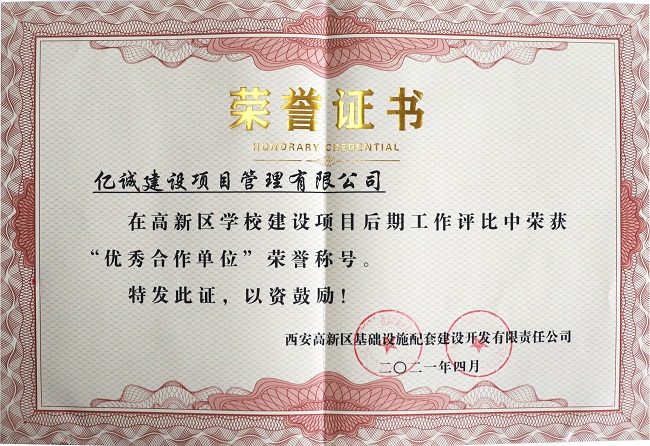 荣誉证书
HONORARY CREDENTIAL
亿诚建设项目管理有限公司
在高新区学校建设项目后期工作评比中荣获
“优秀合作单位”荣誉称号。
特发此证，以资鼓励！
西安高新区基础设施配套建设开发有限责任公司
二〇二一年四月